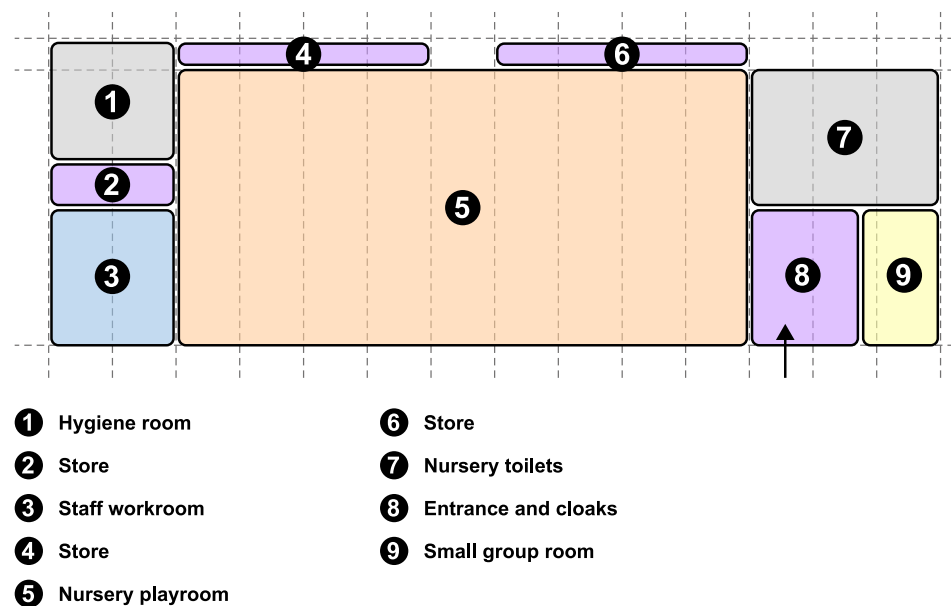 4
6
1
7
2
5
3
8
9
1 Hygiene room
2 Store
3 Staff workroom
4 Store
5 Nursery playroom
6 Store
7 Nursery toilets
8 Entrance and cloaks
9 Small group room